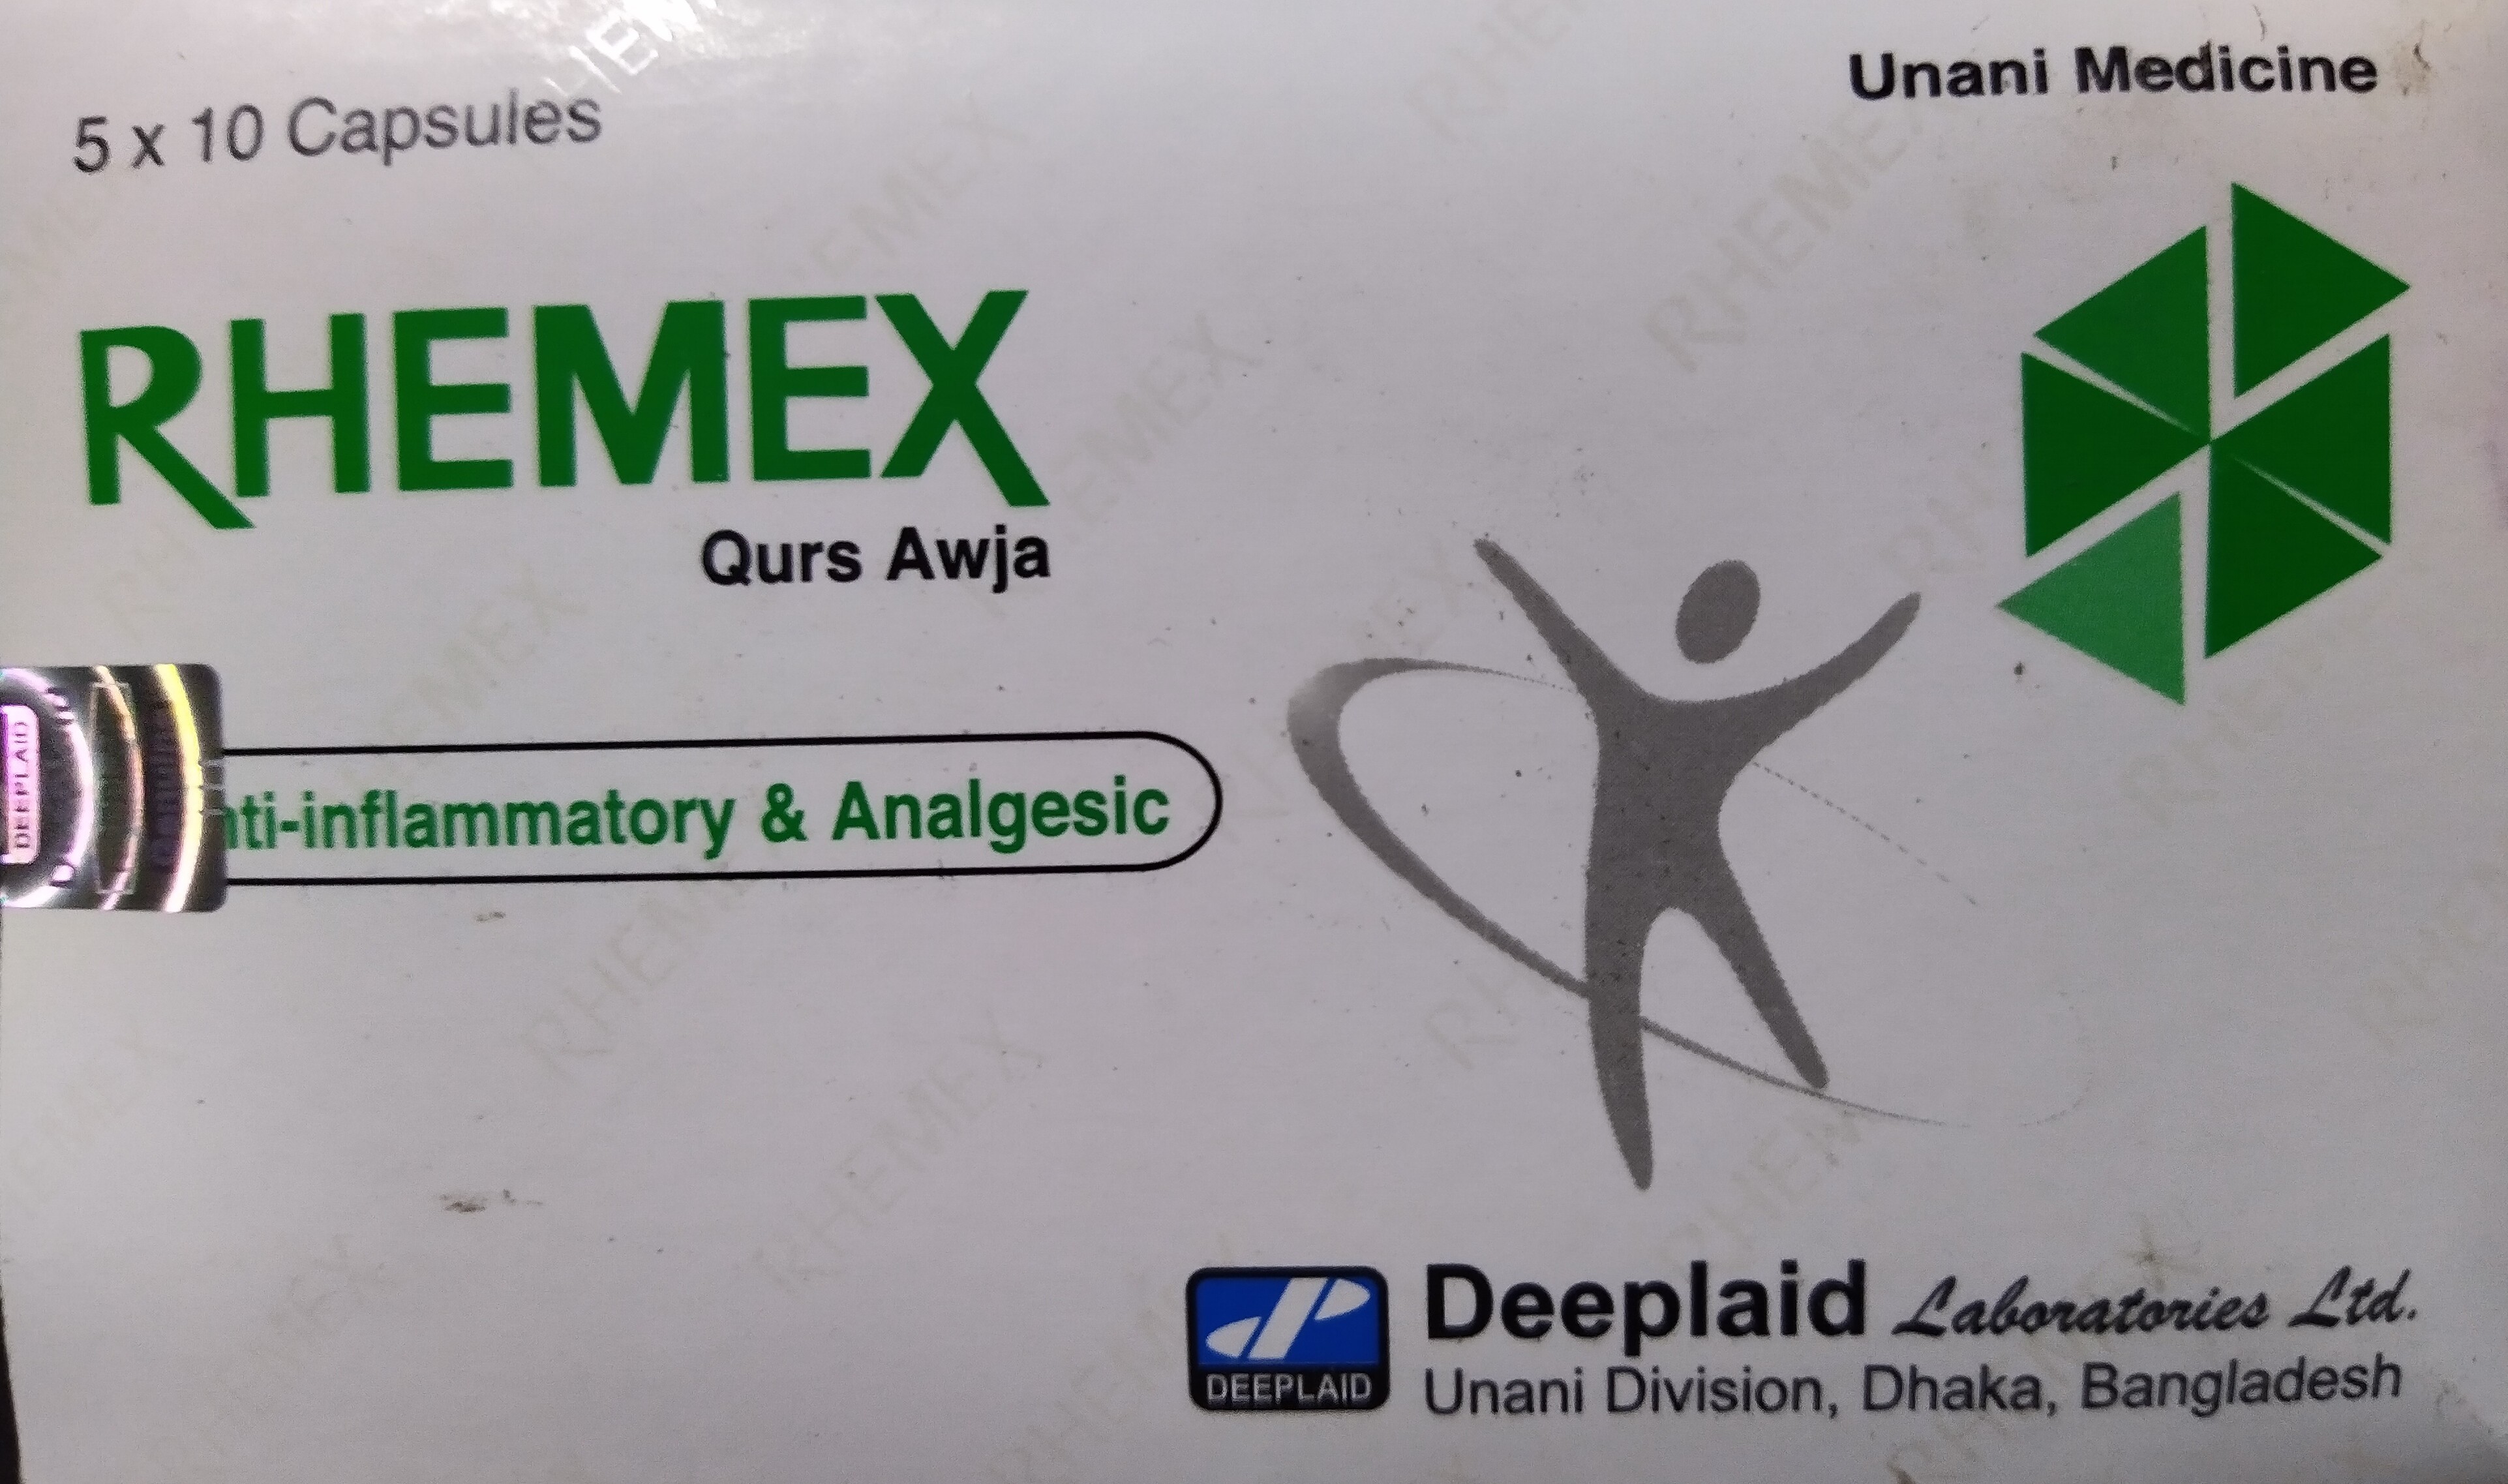 5 x 10 Capsules
Unani Medicine
RHEMEX
Qurs Awja
DEEPLAID
nti-inflammatory & Analgesic
DEEPLAID
Deeplaid Laboratories Ltd.
Unani Division, Dhaka, Bangladesh